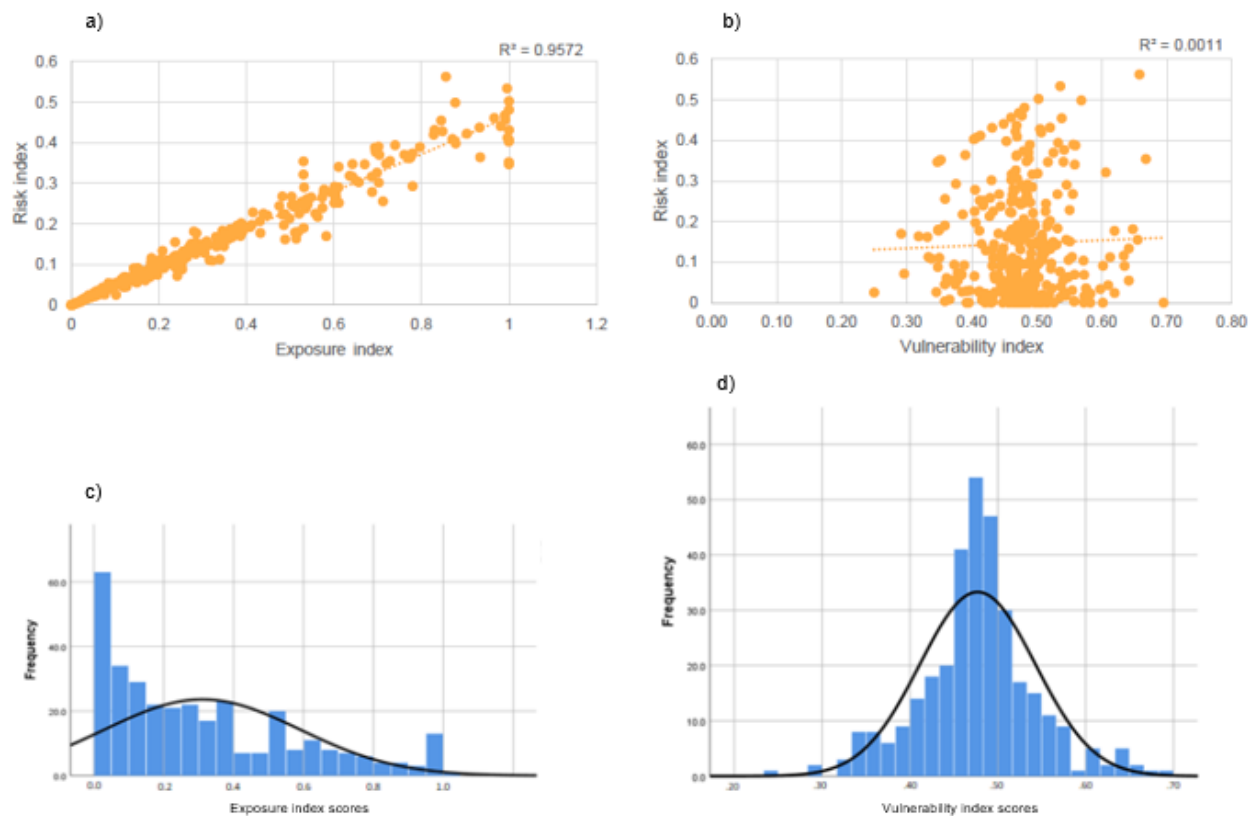 a)
R² = 0.9572
0.6
0.5
0.4
0.3
0.2
0.1
0
Risk index
0 0.2 0.4 0.6 0.8 1 1.2
Exposure index
b)
R² = 0.0011
0.6
0.5
0.4
0.3
0.2
0.1
0
Risk index
0.00 0.10 0.20 0.30 0.40 0.50 0.60 0.70 0.80
Vulnerability index
c)
60.0
40.0
20.0
0.0
Frequency
0.0 0.2 0.4 0.6 0.8 1.0
Exposure index scores
d)
60.0
50.0
40.0
30.0
20.0
10.0
0.0
Frequency
.20 .30 .40 .50 .60 .70
Vulnerability index scores